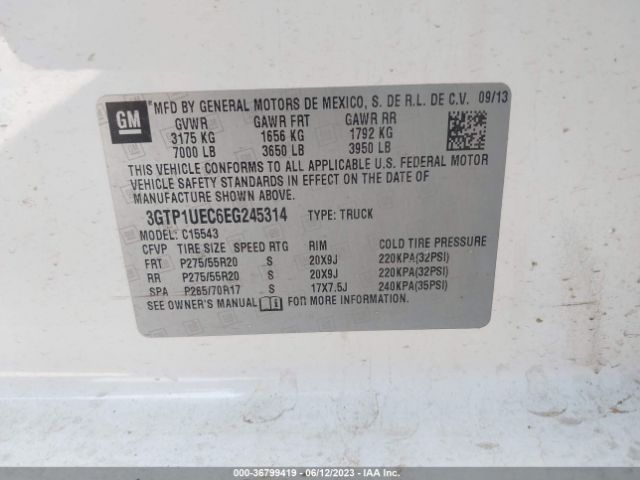 GM
*MFD BY GENERAL MOTORS DE MEXICO, S. DE R.L. DE C.V. 09/13
GVWR GAWR FRT GAWR RR
3175 KG 1656 KG 1792 KG
7000 LB 3650 LB 3950 LB
THIS VEHICLE CONFORMS TO ALL APPLICABLE U.S. FEDERAL MOTOR
VEHICLE SAFETY STANDARDS IN EFFECT ON THE DATE OF
MANUFACTURE SHOWN ABOVE.
3GTP1UEC6EG245314 TYPE: TRUCK
MODEL: C15543
CFVP TIRE SIZE SPEED RTG RIM COLD TIRE PRESSURE
FRT P275/55R20 S 20X9J 220KPA(32PSI)
RR P275/55R20 S 20X9J 220KPA(32PSI)
SPA P265/70R17 S 17X7.5J 240KPA(35PSI)
SEE OWNER'S MANUAL FOR MORE INFORMATION.
000-36799419 - 06/12/2023 - IAA Inc.